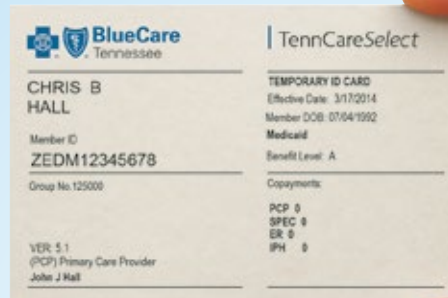 BlueCare
Tennessee
TennCareSelect
CHRIS B
HALL
Member ID
ZEDM12345678
Group No.125000
VER 5.1
(PCP) Primary Care Provider
John J Hall
TEMPORARY ID CARD
Effective Date: 3/17/2014
Member DOB: 07/04/1992
Medicaid
Benefit Level: A
Copayments:
PCP 0
SPEC 0
ER 0
IPH 0